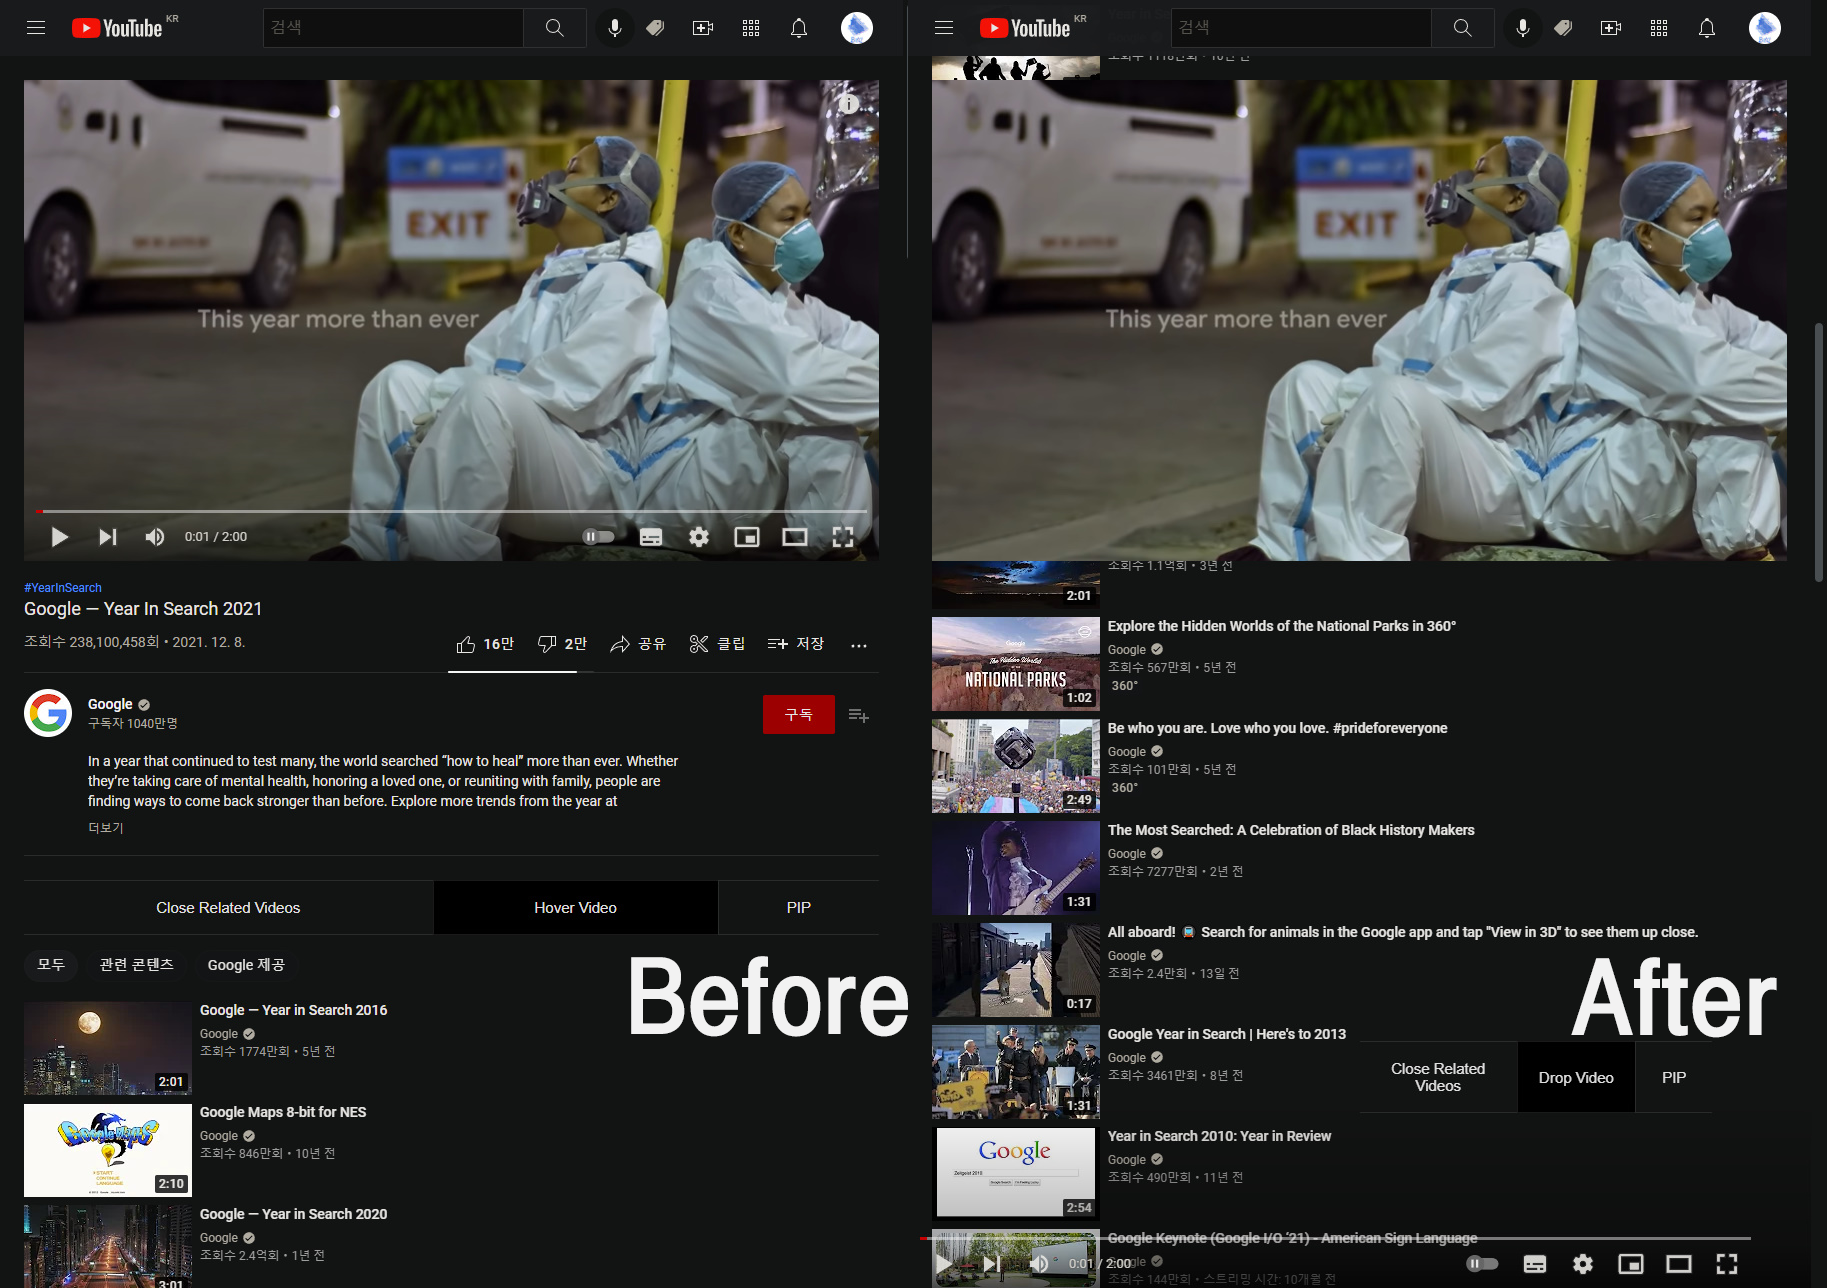 YouTube KR
검색
EXIT
This year more than ever
0:01 / 2:00
#YearInSearch
Google — Year In Search 2021
조회수 238,100,458회 • 2021. 12. 8.
16만
2만
공유
클립
저장
Google
구독자 1040만명
구독
In a year that continued to test many, the world searched “how to heal” more than ever. Whether
they’re taking care of mental health, honoring a loved one, or reuniting with family, people are
finding ways to come back stronger than before. Explore more trends from the year at
더보기
Close Related Videos
Hover Video
PIP
모두
관련 콘텐츠
Google 제공
Before
Google — Year in Search 2016
Google
조회수 1774만회 • 5년 전
2:01
Google Maps 8-bit for NES
Google
조회수 846만회 • 10년 전
Google Maps
START
CONTINUE
LANGUAGE
2:10
Google — Year in Search 2020
Google
조회수 2.4억회 • 1년 전
3:01
YouTube KR
검색
EXIT
This year more than ever
조회수 1.1억회 • 3년 전
2:01
Explore the Hidden Worlds of the National Parks in 360°
Google
조회수 567만회 • 5년 전
360°
Google
The Hidden Worlds
NATIONAL PARKS
1:02
Be who you are. Love who you love. #prideforeveryone
Google
조회수 101만회 • 5년 전
360°
2:49
The Most Searched: A Celebration of Black History Makers
Google
조회수 7277만회 • 2년 전
1:31
All aboard! 🚆 Search for animals in the Google app and tap "View in 3D" to see them up close.
Google
조회수 2.4만회 • 13일 전
0:17
After
Google Year in Search | Here's to 2013
Google
조회수 3461만회 • 8년 전
1:31
Close Related
Videos
Drop Video
PIP
Year in Search 2010: Year in Review
Google
조회수 490만회 • 11년 전
Google
Zeitgeist 2010
2:54
Google Keynote (Google I/O ‘21) - American Sign Language
Google
조회수 144만회 • 스트리밍 시간: 10개월 전
0:01 / 2:00